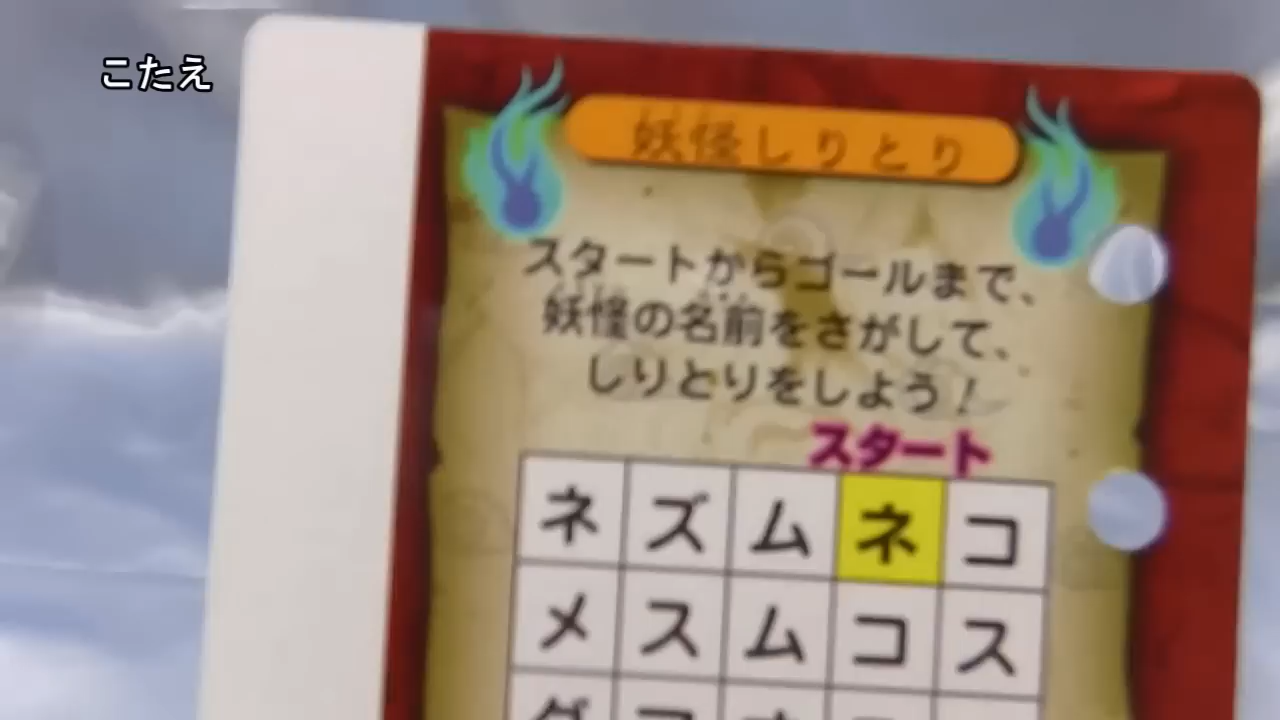 こたえ
妖怪しりとり
スタートからゴールまで、
妖怪の名前をさがして、
しりとりをしよう!
スタート
ネ ズ ム ネ コ
メ ス ム コ ス